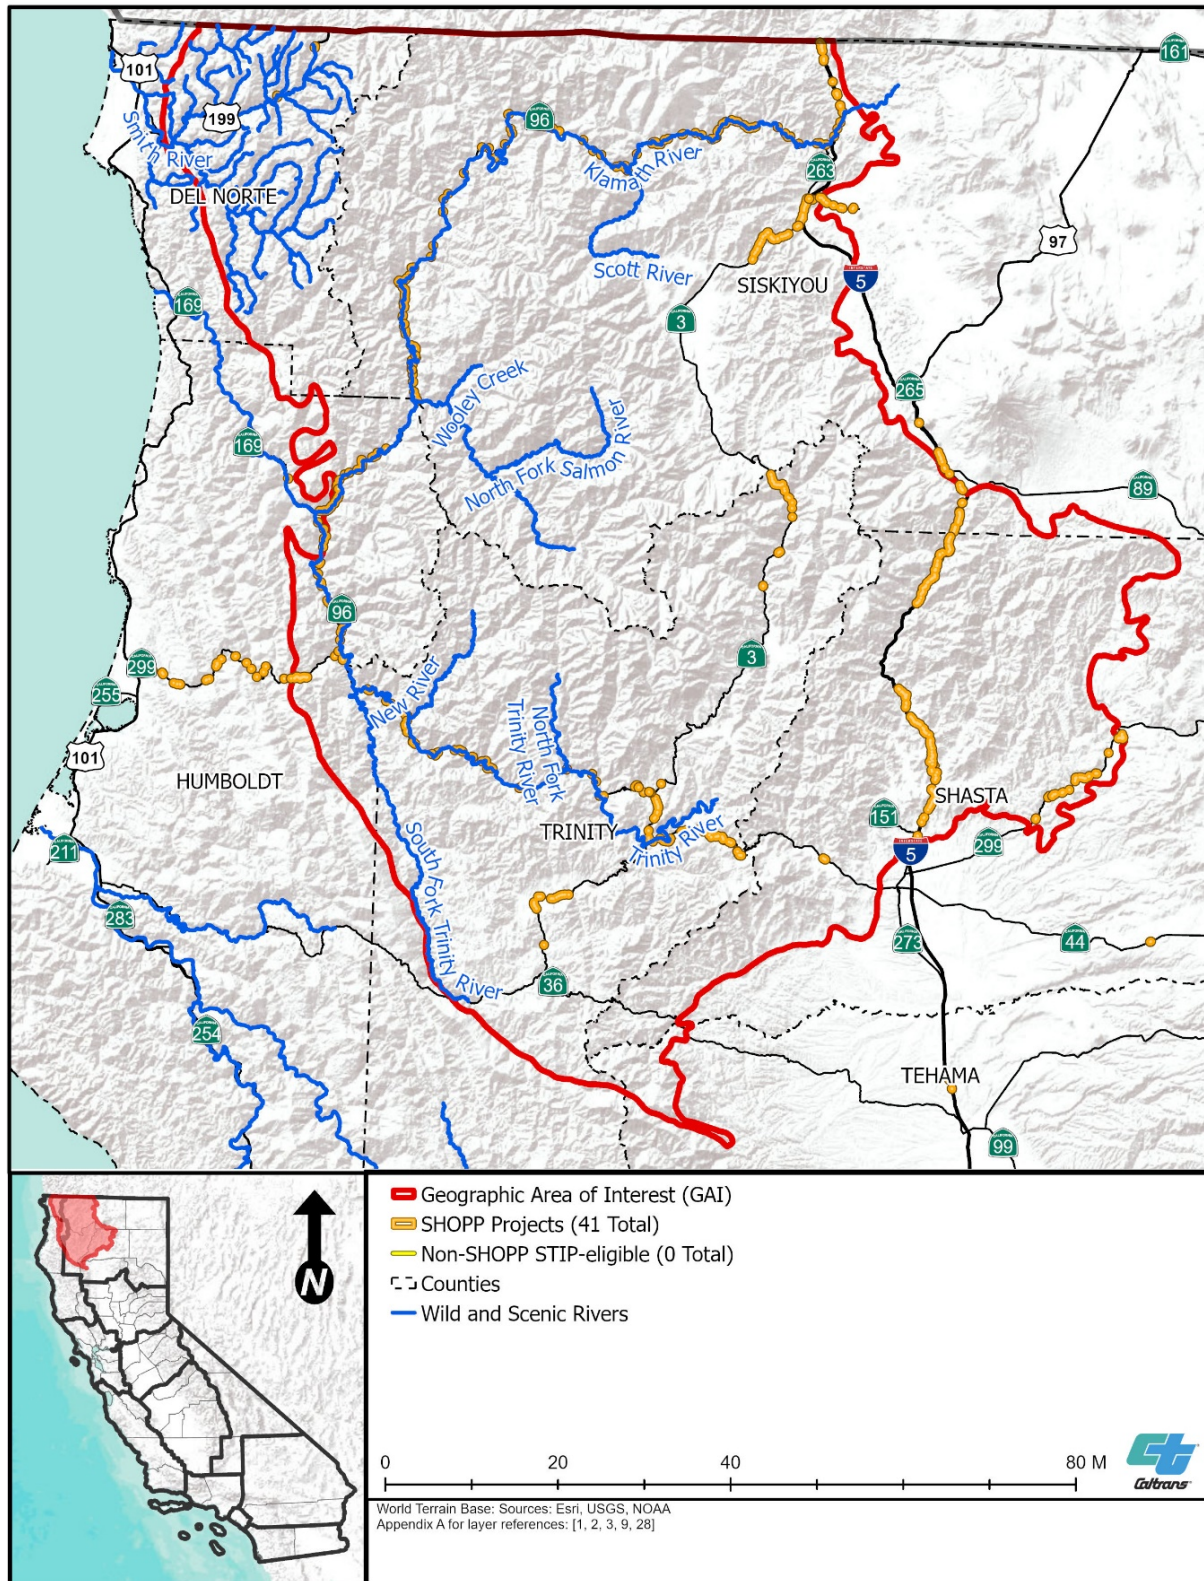 161
101
199
96
Smith River
Klamath River
263
DEL NORTE
97
Scott River
SISKIYOU
5
169
3
265
Wooley Creek
169
North Fork Salmon River
89
96
299
3
255
New River
North Fork
Trinity River
101
HUMBOLDT
SHASTA
151
TRINITY
Trinity River
5
299
211
South Fork Trinity River
283
273
44
36
254
TEHAMA
99
N
Geographic Area of Interest (GAI)
SHOPP Projects (41 Total)
Non-SHOPP STIP-eligible (0 Total)
Counties
Wild and Scenic Rivers
0 20 40 80 M
Caltrans
World Terrain Base: Sources: Esri, USGS, NOAA
Appendix A for layer references: [1, 2, 3, 9, 28]